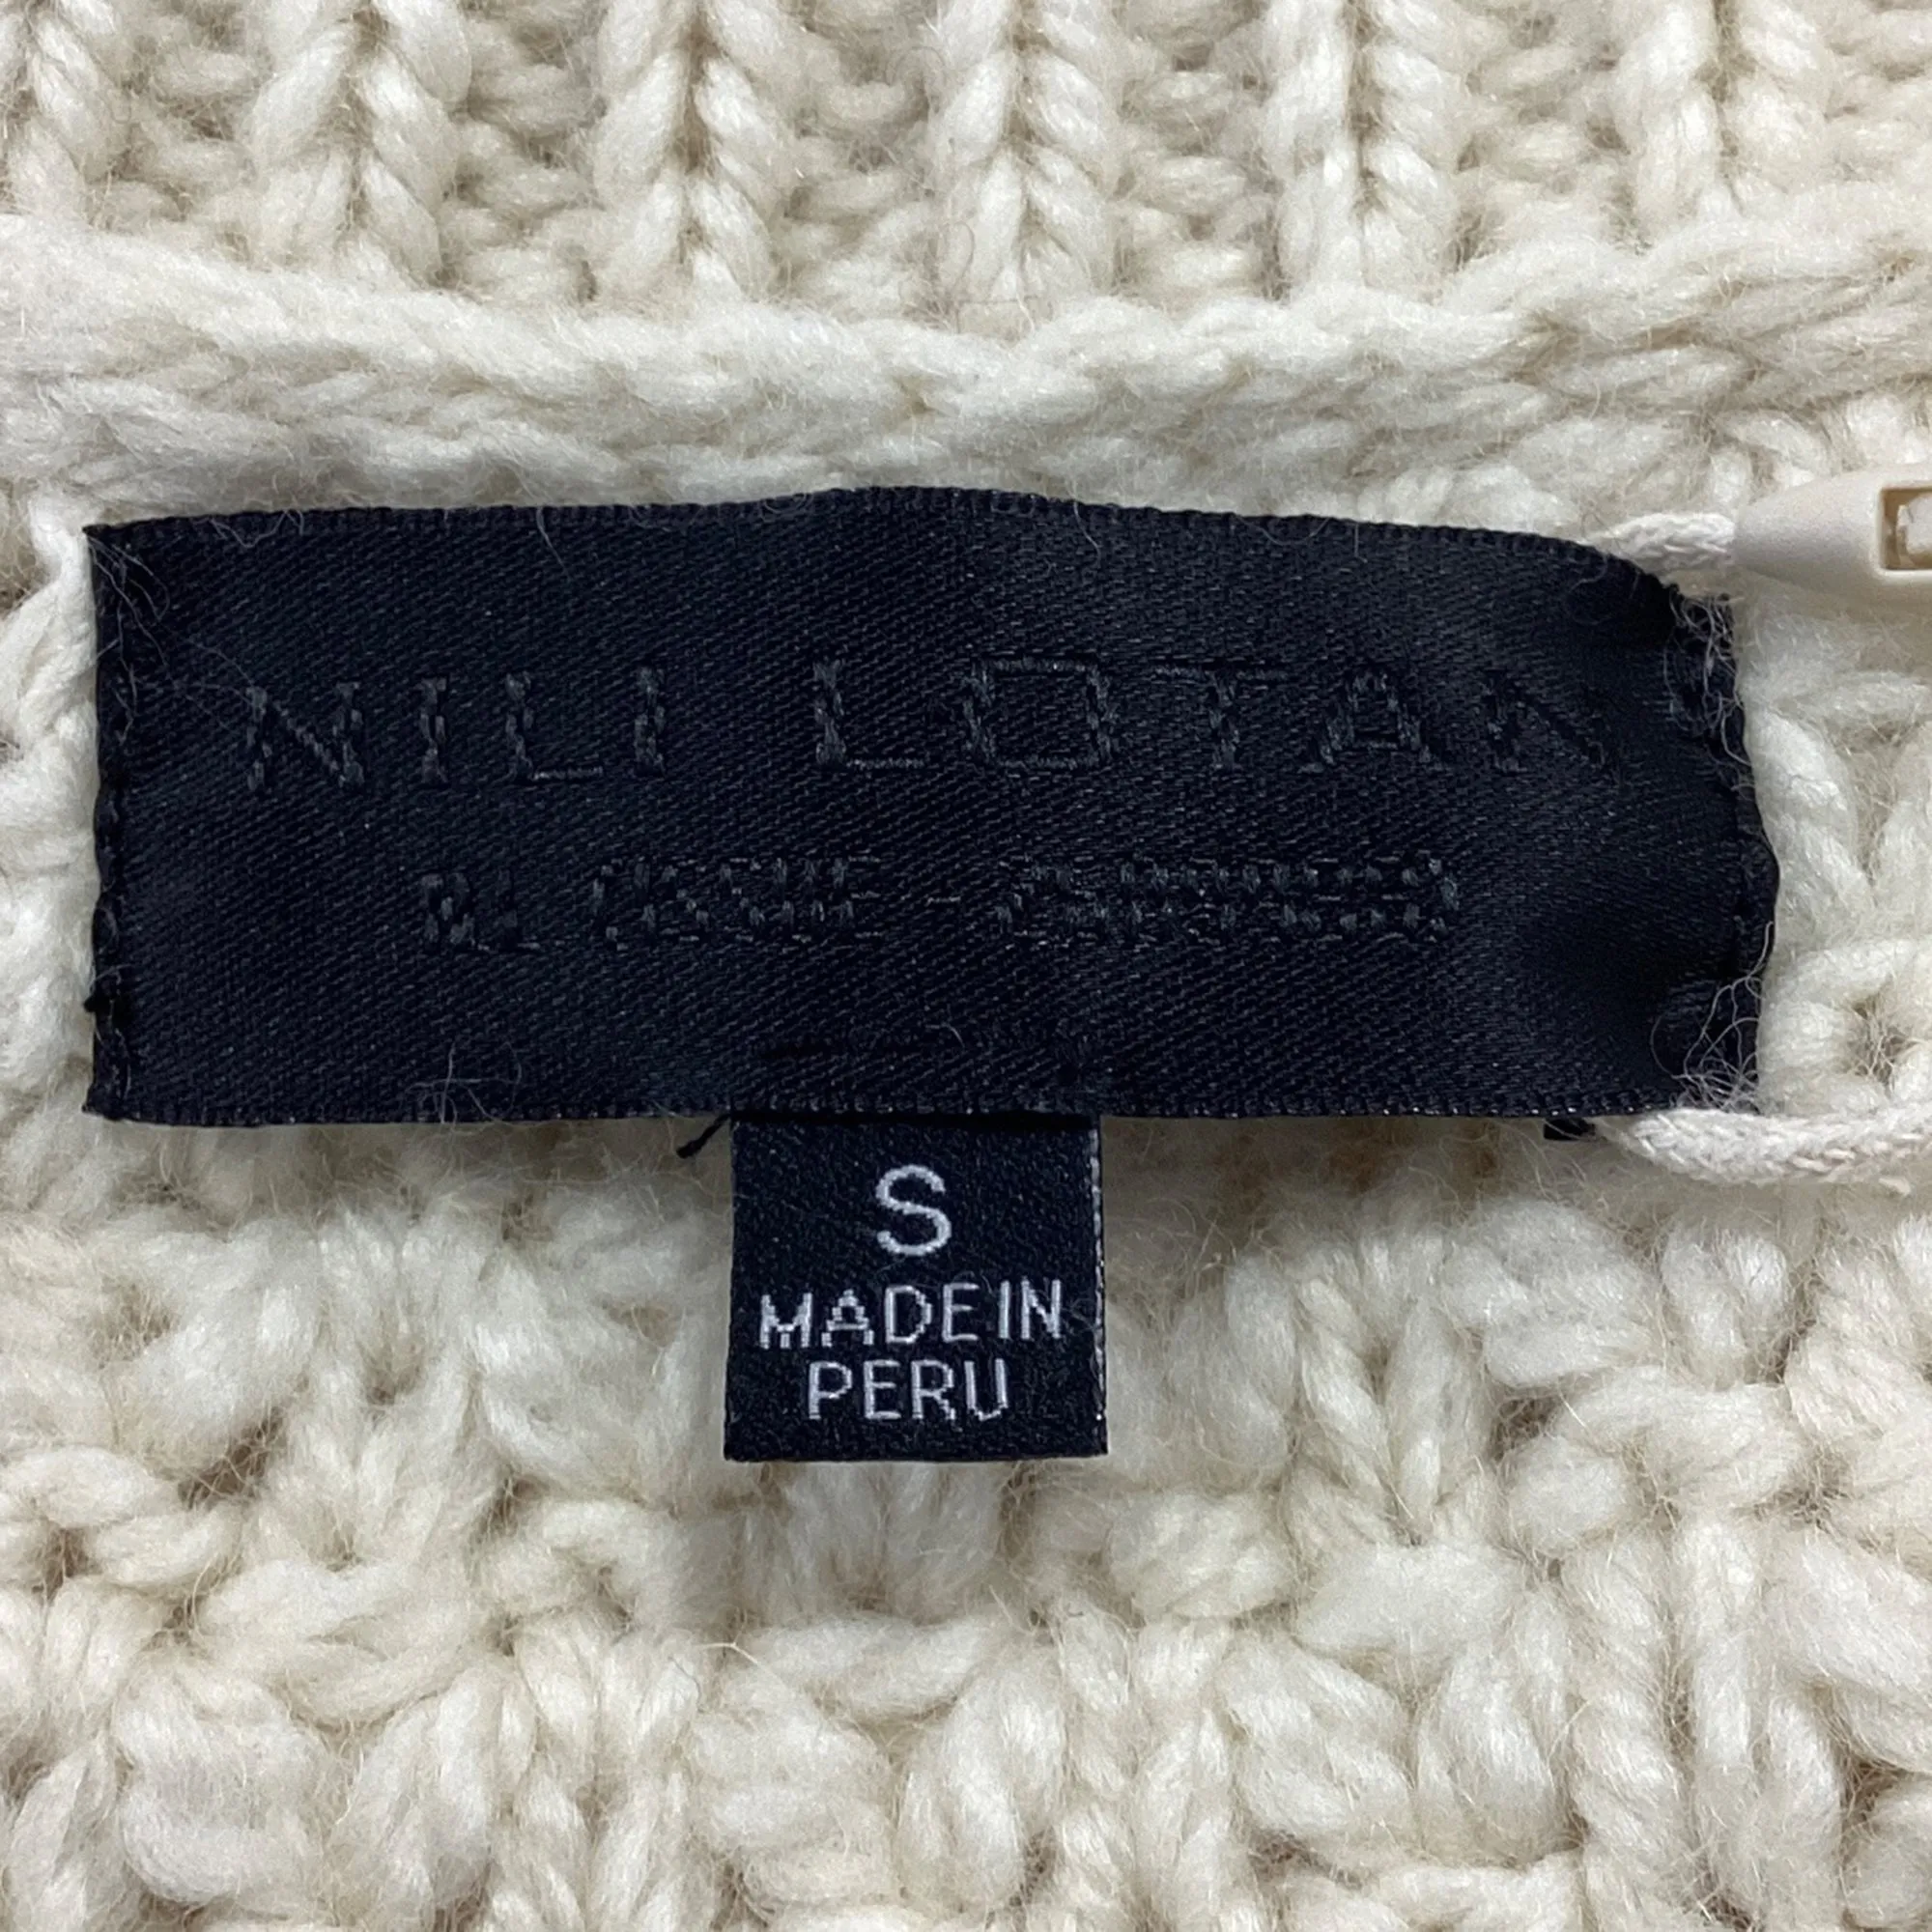 NILI LOTAN
S
MADE IN
PERU